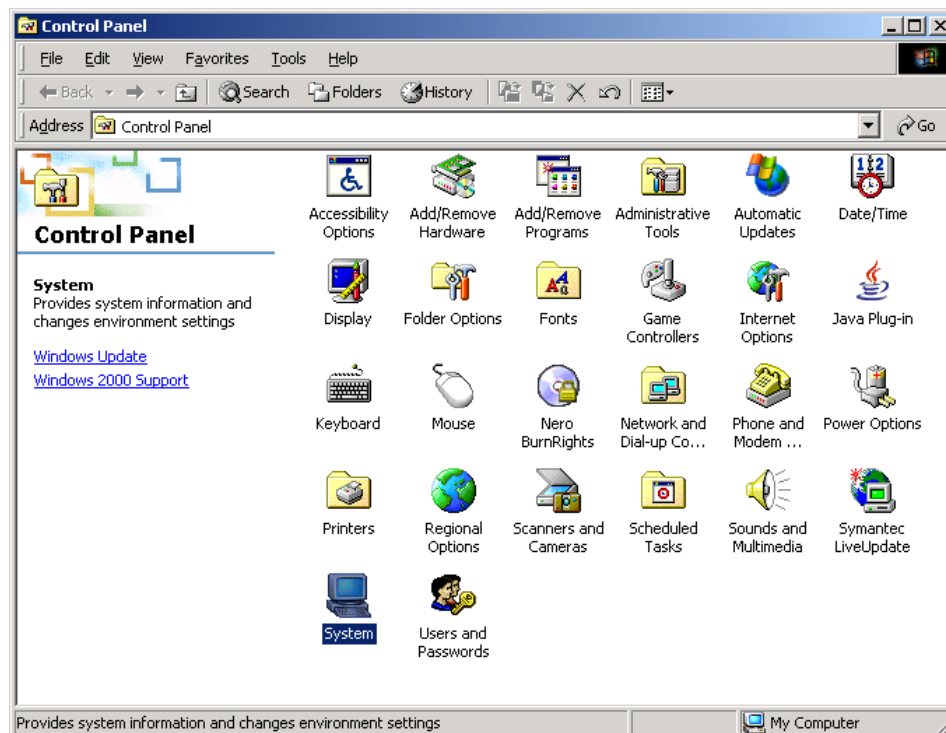 Control Panel
File Edit View Favorites Tools Help
Back Search Folders History
Address Control Panel Go
Control Panel
System
Provides system information and
changes environment settings
Windows Update
Windows 2000 Support
Accessibility
Options
Add/Remove
Hardware
Add/Remove
Programs
Administrative
Tools
Automatic
Updates
Date/Time
Display
Folder Options
Fonts
Game
Controllers
Internet
Options
Java Plug-in
Keyboard
Mouse
Nero
BurnRights
Network and
Dial-up Co...
Phone and
Modem ...
Power Options
Printers
Regional
Options
Scanners and
Cameras
Scheduled
Tasks
Sounds and
Multimedia
Symantec
LiveUpdate
System
Users and
Passwords
Provides system information and changes environment settings
My Computer